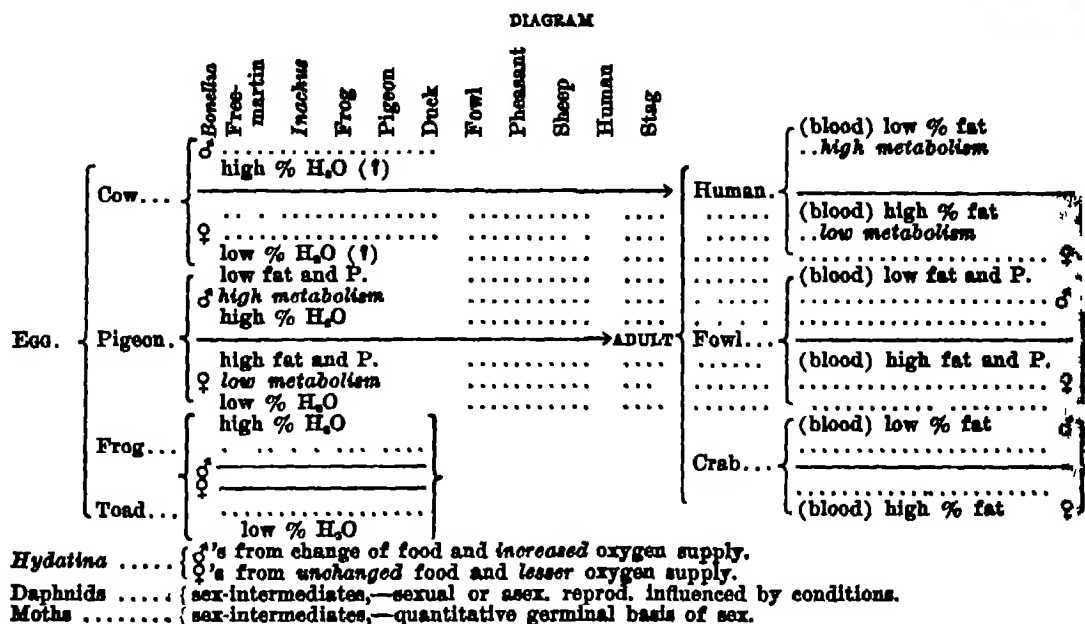 DIAGRAM
Bonellia
Free-
martin
Inachus
Frog
Pigeon
Duck
Fowl
Pheasant
Sheep
Human
Stag
EGG.
Cow...
♂
high % H₂O (?)
♀
low % H₂O (?)
Pigeon.
low fat and P.
♂ high metabolism
high % H₂O
ADULT
high fat and P.
♀ low metabolism
low % H₂O
Frog...
high % H₂O
♀♂
Toad...
low % H₂O
Human.
(blood) low % fat
..high metabolism
(blood) high % fat
..low metabolism
♀
Fowl...
(blood) low fat and P.
♂
(blood) high fat and P.
♀
Crab...
(blood) low % fat ♂
(blood) high % fat ♀
Hydatina ..... { ♂'s from change of food and increased oxygen supply.
♀'s from unchanged food and lesser oxygen supply.
Daphnids ..... { sex-intermediates,—sexual or asex. reprod. influenced by conditions.
Moths ........ { sex-intermediates,—quantitative germinal basis of sex.